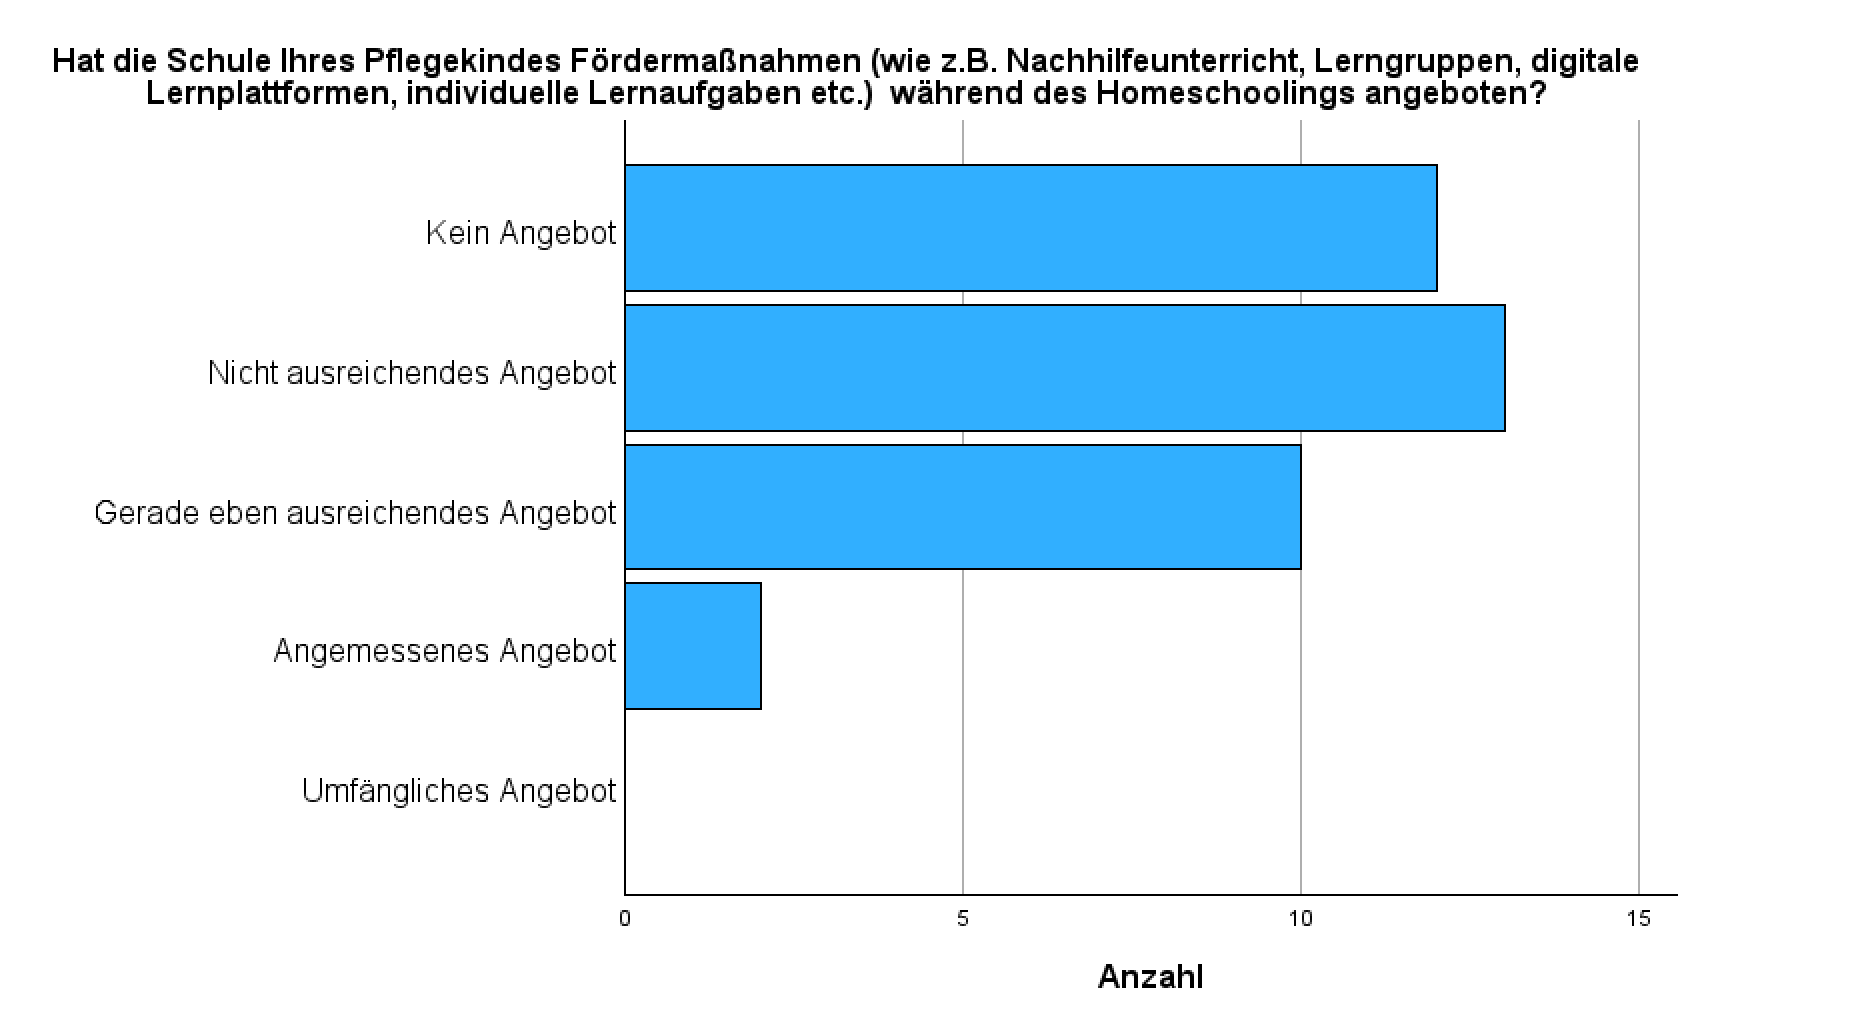 Hat die Schule Ihres Pflegekindes Fördermaßnahmen (wie z.B. Nachhilfeunterricht, Lerngruppen, digitale
Lernplattformen, individuelle Lernaufgaben etc.)  während des Homeschoolings angeboten?
Kein Angebot
Nicht ausreichendes Angebot
Gerade eben ausreichendes Angebot
Angemessenes Angebot
Umfängliches Angebot
0 5 10 15
Anzahl